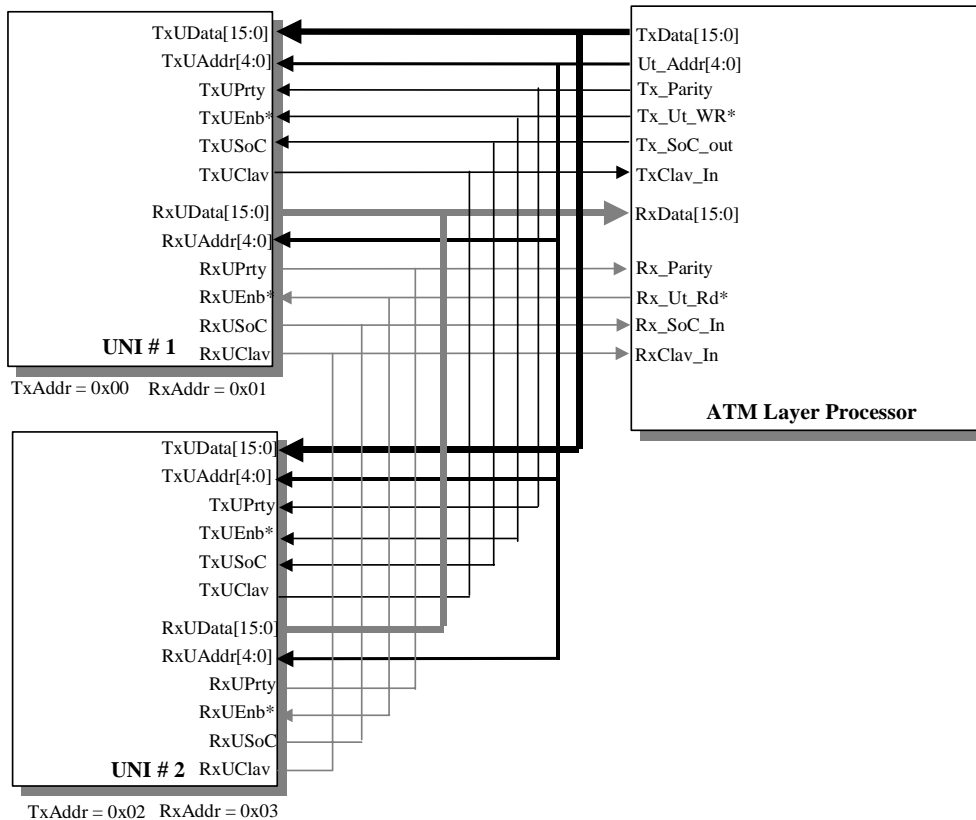 TxUData[15:0]
TxUAddr[4:0]
TxUPrty
TxUEnb*
TxUSoC
TxUClav
RxUData[15:0]
RxUAddr[4:0]
RxUPrty
RxUEnb*
RxUSoC
UNI # 1
RxUClav
TxAddr = 0x00 RxAddr = 0x01
TxData[15:0]
Ut_Addr[4:0]
Tx_Parity
Tx_Ut_WR*
Tx_SoC_out
TxClav_In
RxData[15:0]
Rx_Parity
Rx_Ut_Rd*
Rx_SoC_In
RxClav_In
ATM Layer Processor
TxUData[15:0]
TxUAddr[4:0]
TxUPrty
TxUEnb*
TxUSoC
TxUClav
RxUData[15:0]
RxUAddr[4:0]
RxUPrty
RxUEnb*
RxUSoC
UNI # 2
RxUClav
TxAddr = 0x02 RxAddr = 0x03